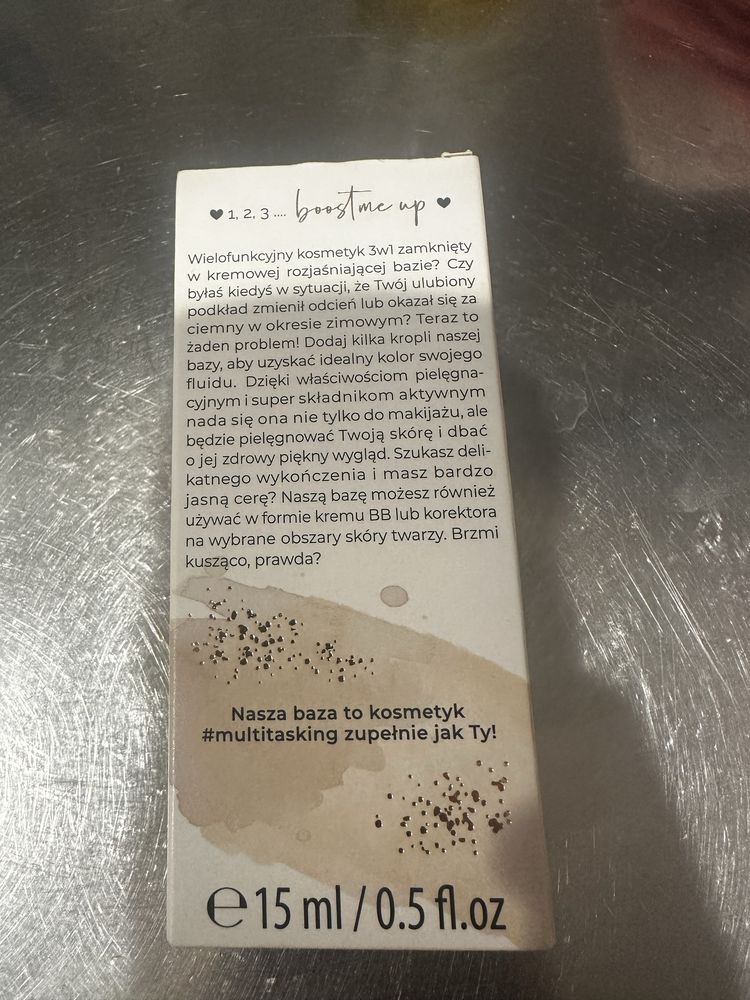 ♥ 1, 2, 3 .... boost me up ♥
Wielofunkcyjny kosmetyk 3w1 zamknięty
w kremowej rozjaśniającej bazie? Czy
byłaś kiedyś w sytuacji, że Twój ulubiony
podkład zmienił odcień lub okazał się za
ciemny w okresie zimowym? Teraz to
żaden problem! Dodaj kilka kropli naszej
bazy, aby uzyskać idealny kolor swojego
fluidu. Dzięki właściwościom pielęgna-
cyjnym i super składnikom aktywnym
nada się ona nie tylko do makijażu, ale
będzie pielęgnować Twoją skórę i dbać
o jej zdrowy piękny wygląd. Szukasz deli-
katnego wykończenia i masz bardzo
jasną cerę? Naszą bazę możesz również
używać w formie kremu BB lub korektora
na wybrane obszary skóry twarzy. Brzmi
kusząco, prawda?
Nasza baza to kosmetyk
#multitasking zupełnie jak Ty!
℮ 15 ml / 0.5 fl.oz